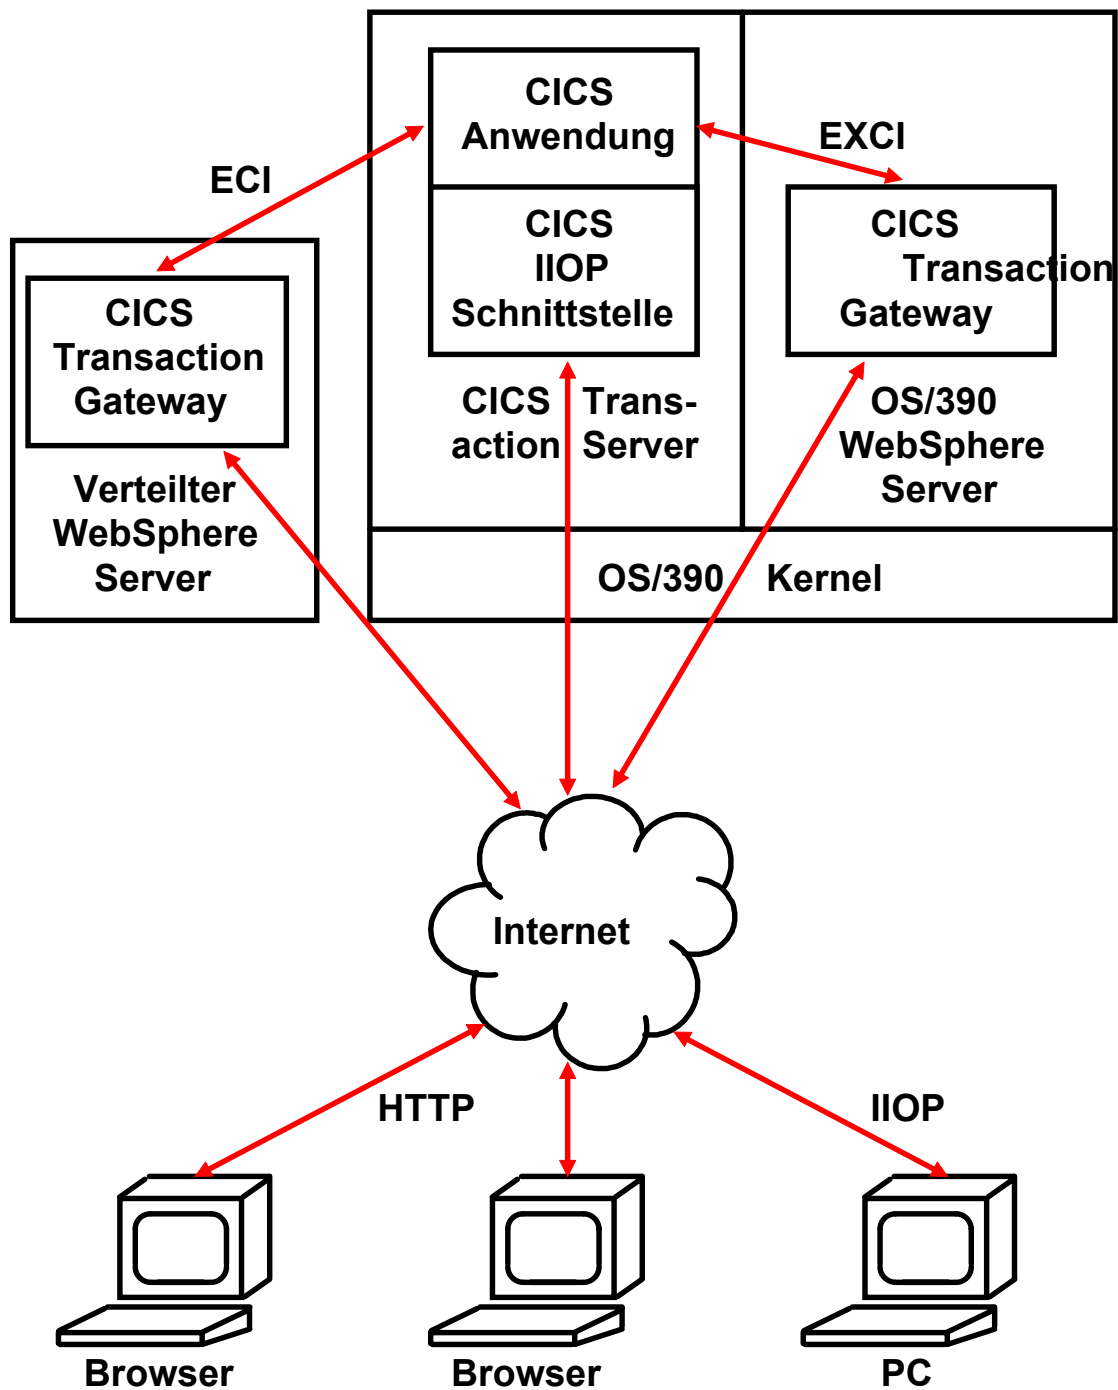 CICS
Anwendung
EXCI
ECI
CICS
IIOP
Schnittstelle
CICS
Transaction
Gateway
CICS
Transaction
Gateway
CICS Trans-
action Server
OS/390
WebSphere
Server
Verteilter
WebSphere
Server
OS/390 Kernel
Internet
HTTP
IIOP
Browser
Browser
PC